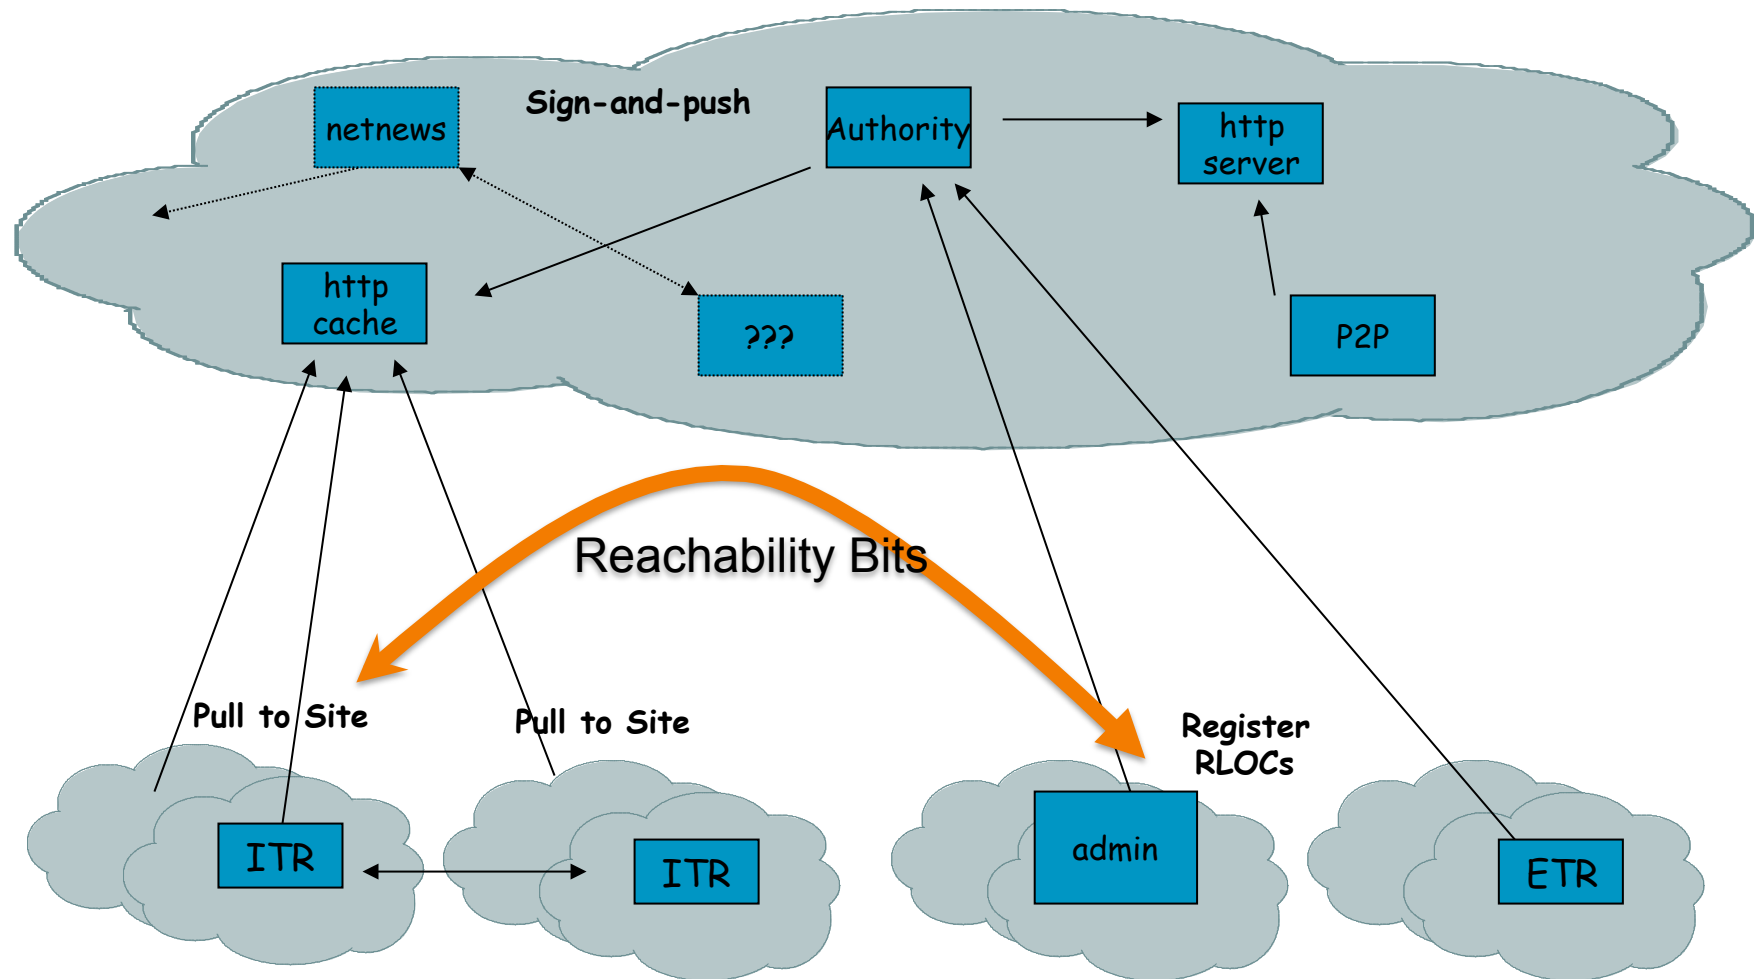 Sign-and-push
netnews
Authority
http
server
http
cache
???
P2P
Reachability Bits
Pull to Site
Pull to Site
Register
RLOCs
ITR
ITR
admin
ETR